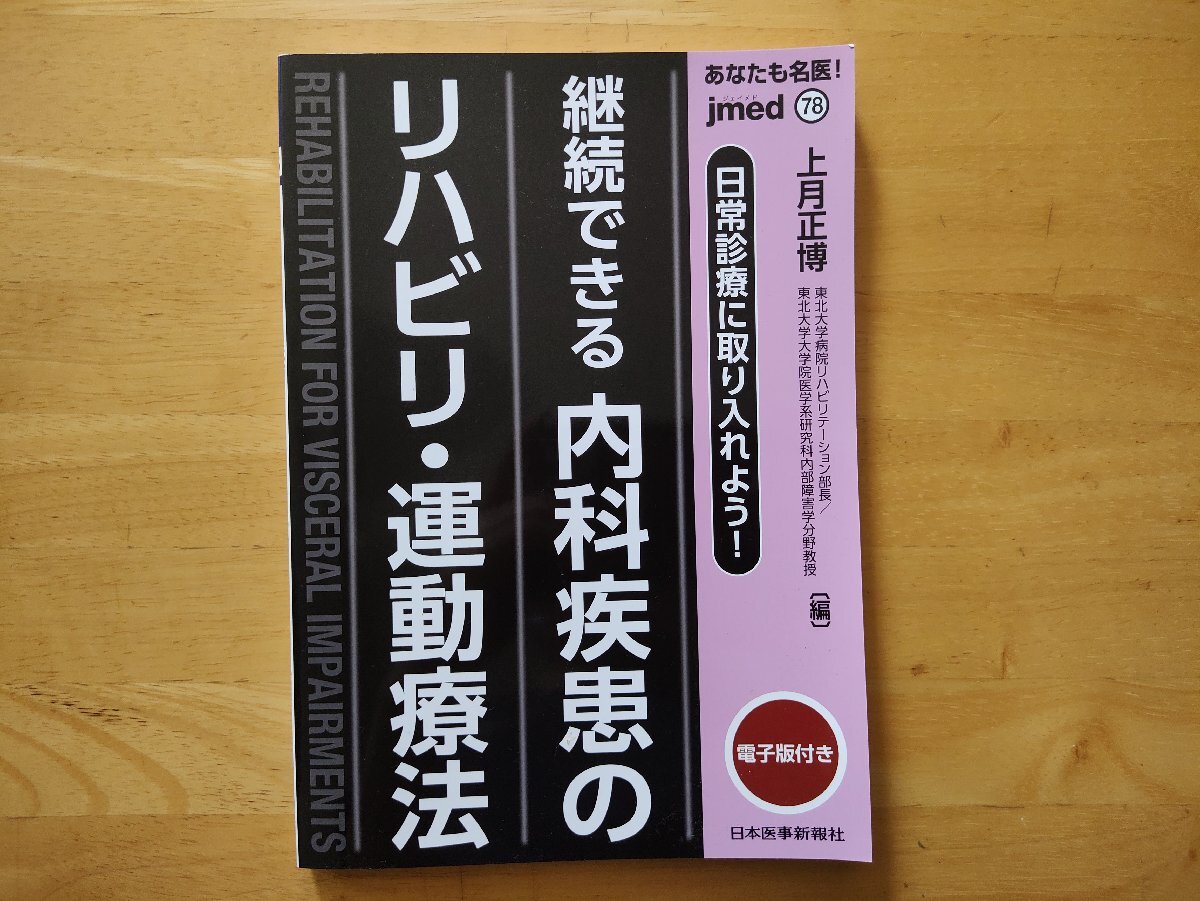 あなたも名医!
ジェイメド
jmed 78
上月正博
東北大学病院リハビリテーション部長/
東北大学大学院医学系研究科内部障害学分野教授
〔編〕
日常診療に取り入れよう!
継続できる 内科疾患の
リハビリ・運動療法
REHABILITATION FOR VISCERAL IMPAIRMENTS
電子版付き
日本医事新報社